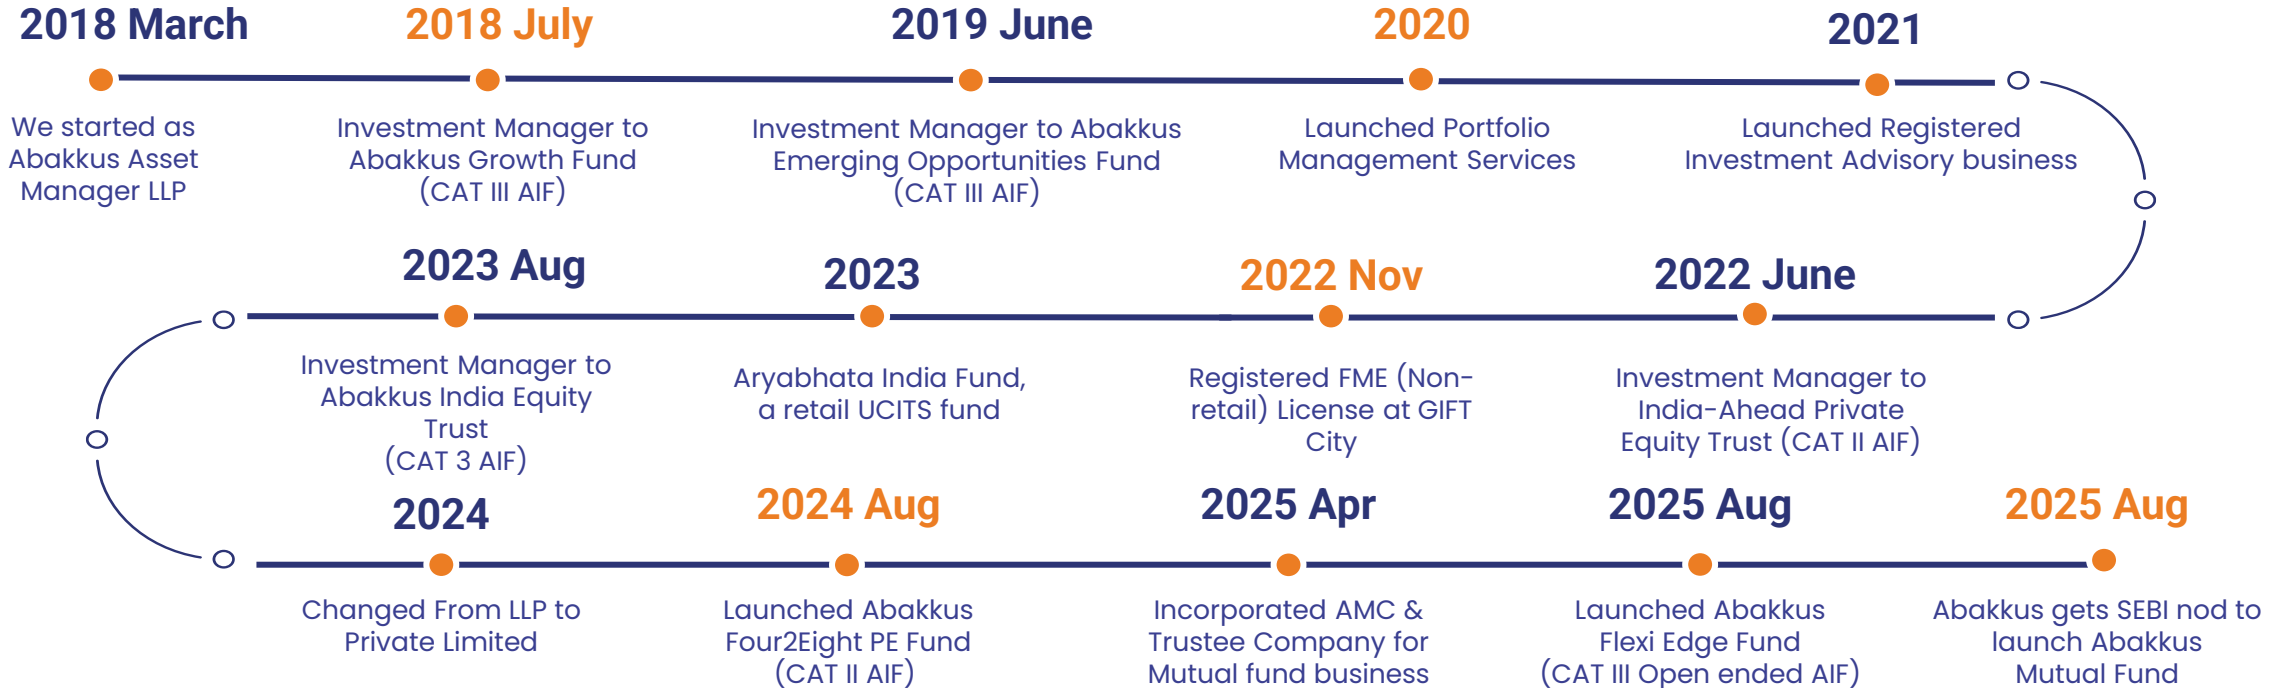 2018 March
We started as
Abakkus Asset
Manager LLP
2018 July
Investment Manager to
Abakkus Growth Fund
(CAT III AIF)
2019 June
Investment Manager to Abakkus
Emerging Opportunities Fund
(CAT III AIF)
2020
Launched Portfolio
Management Services
2021
Launched Registered
Investment Advisory business
2022 June
Investment Manager to
India-Ahead Private
Equity Trust (CAT II AIF)
2022 Nov
Registered FME (Non-
retail) License at GIFT
City
2023
Aryabhata India Fund,
a retail UCITS fund
2023 Aug
Investment Manager to
Abakkus India Equity
Trust
(CAT 3 AIF)
2024
Changed From LLP to
Private Limited
2024 Aug
Launched Abakkus
Four2Eight PE Fund
(CAT II AIF)
2025 Apr
Incorporated AMC &
Trustee Company for
Mutual fund business
2025 Aug
Launched Abakkus
Flexi Edge Fund
(CAT III Open ended AIF)
2025 Aug
Abakkus gets SEBI nod to
launch Abakkus
Mutual Fund